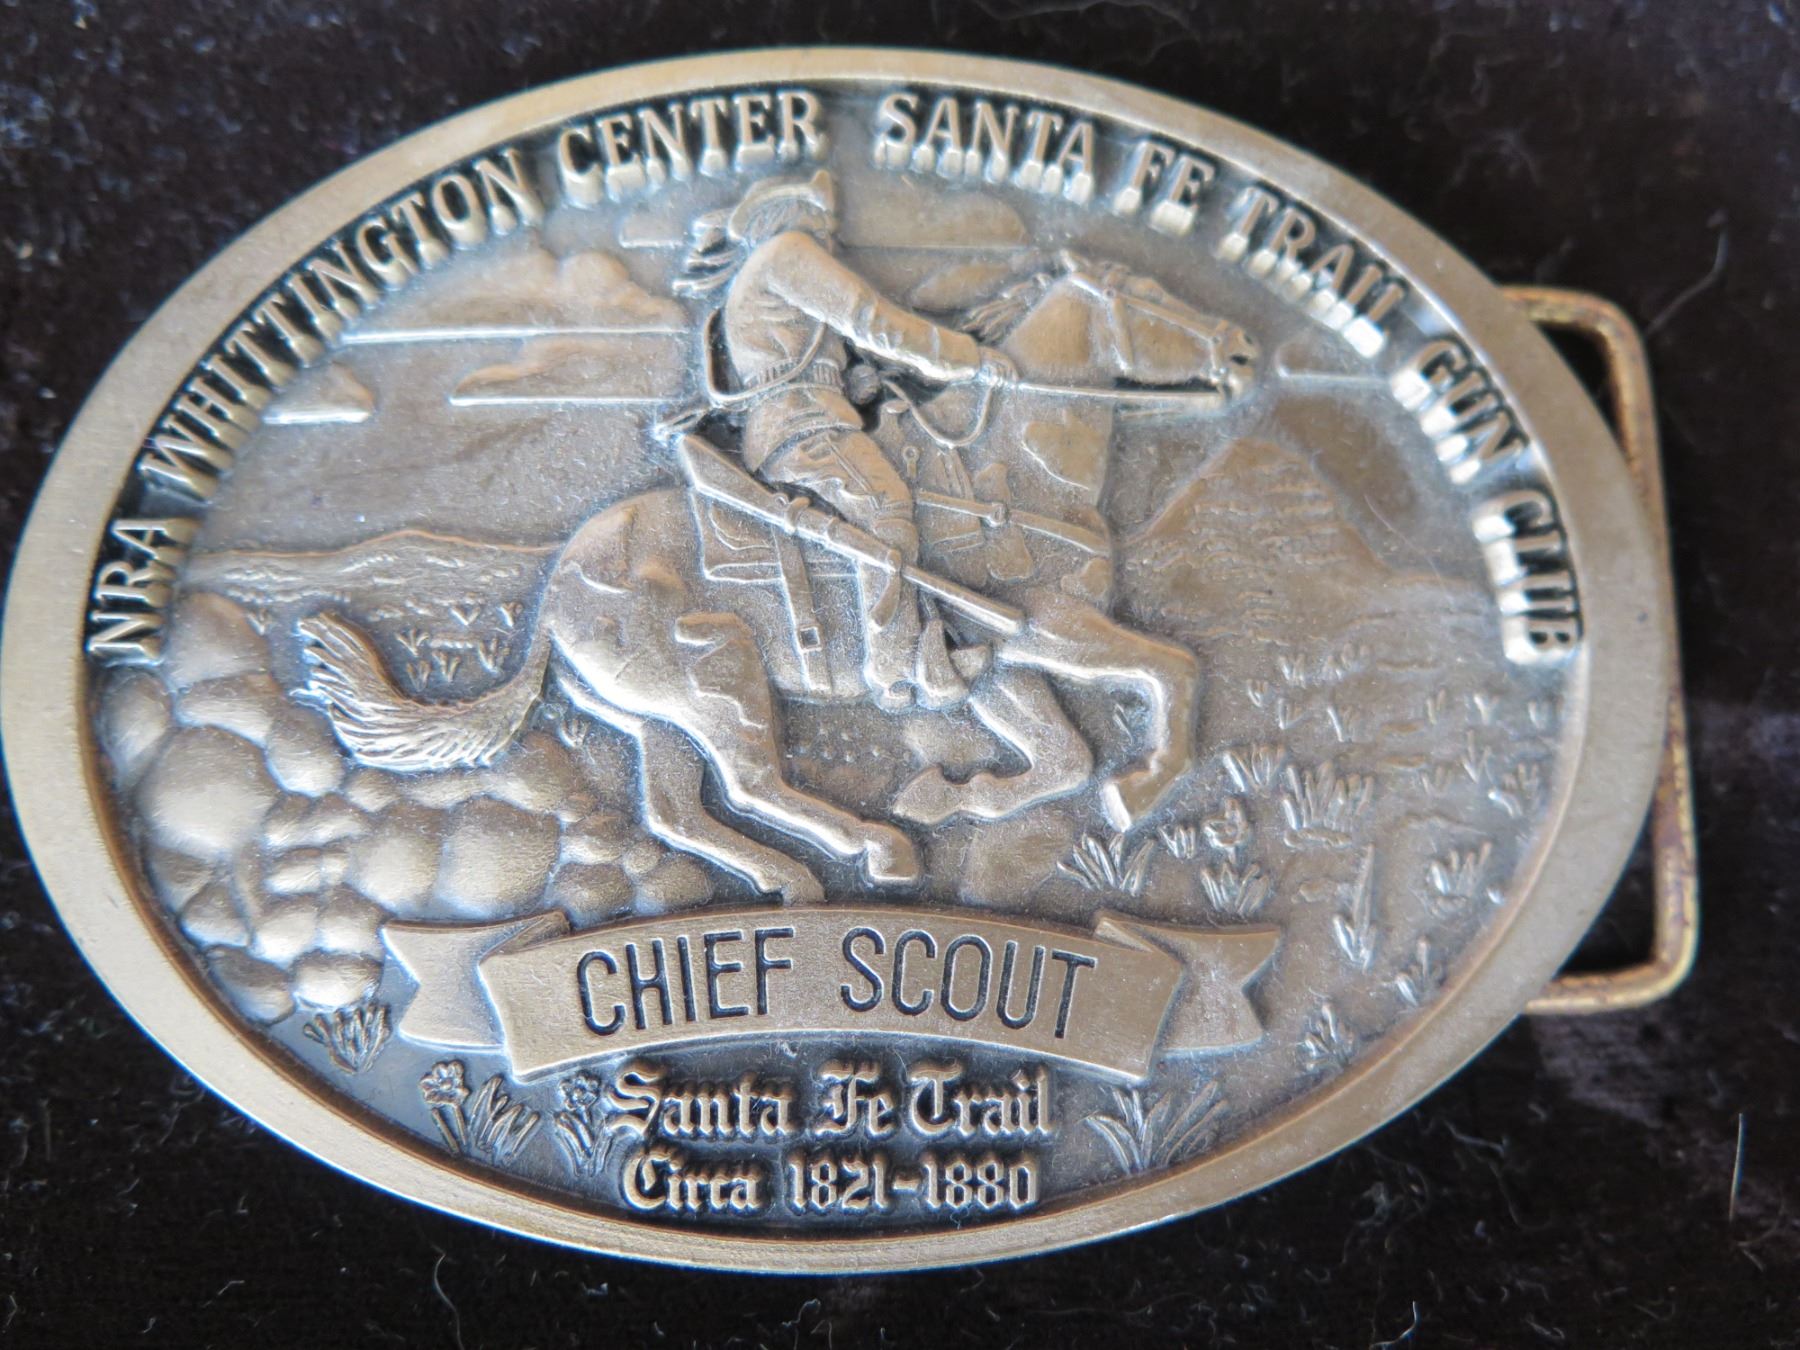 NRA WHITTINGTON CENTER SANTA FE TRAIL GUN CLUB
CHIEF SCOUT
Santa Fe Trail
Circa 1821-1880